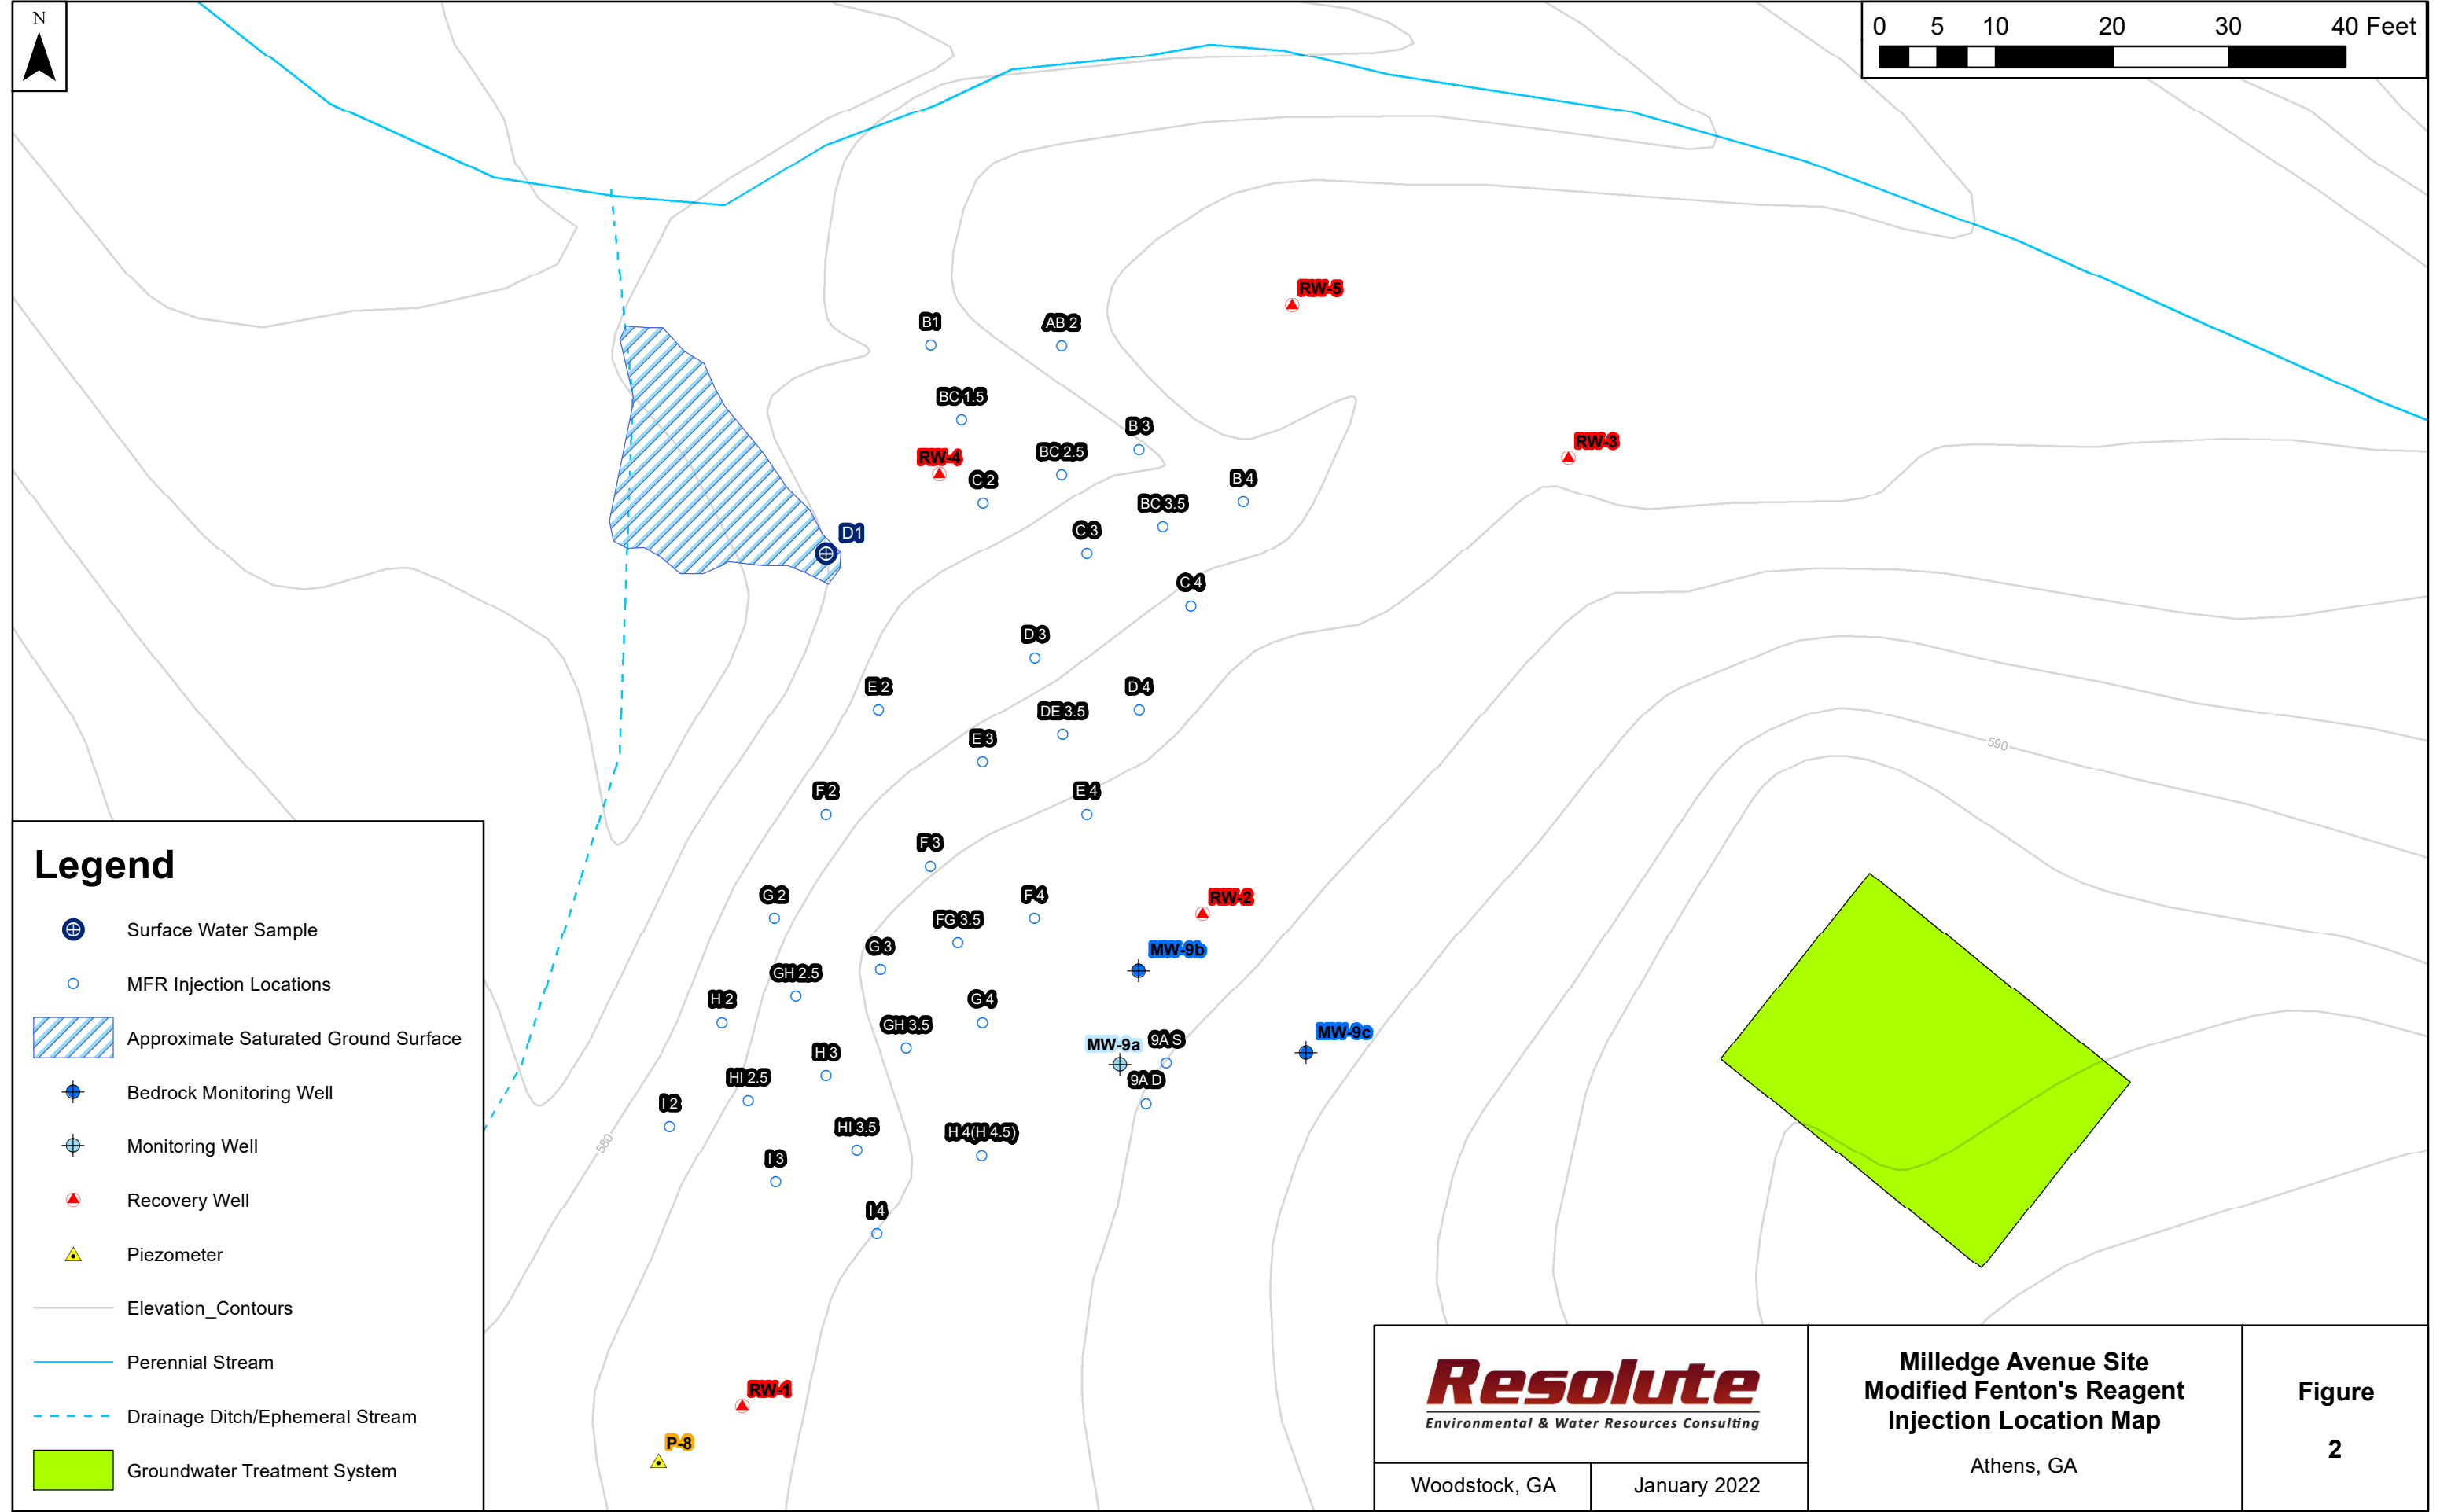 N
0 5 10 20 30 40 Feet
RW-5
B1
AB 2
BC 1.5
B 3
RW-3
BC 2.5
RW-4
C 2
B 4
BC 3.5
C 3
D1
C 4
D 3
E 2
D 4
DE 3.5
E 3
590
F 2
E 4
F 3
G 2
F 4
RW-2
FG 3.5
G 3
MW-9b
GH 2.5
H 2
G 4
GH 3.5
MW-9c
MW-9a
9A S
H 3
HI 2.5
9A D
I 2
HI 3.5
H 4(H 4.5)
580
I 3
I 4
RW-1
P-8
Legend
Surface Water Sample
MFR Injection Locations
Approximate Saturated Ground Surface
Bedrock Monitoring Well
Monitoring Well
Recovery Well
Piezometer
Elevation_Contours
Perennial Stream
Drainage Ditch/Ephemeral Stream
Groundwater Treatment System
Resolute
Environmental & Water Resources Consulting
Woodstock, GA
January 2022
Milledge Avenue Site
Modified Fenton's Reagent
Injection Location Map
Athens, GA
Figure
2